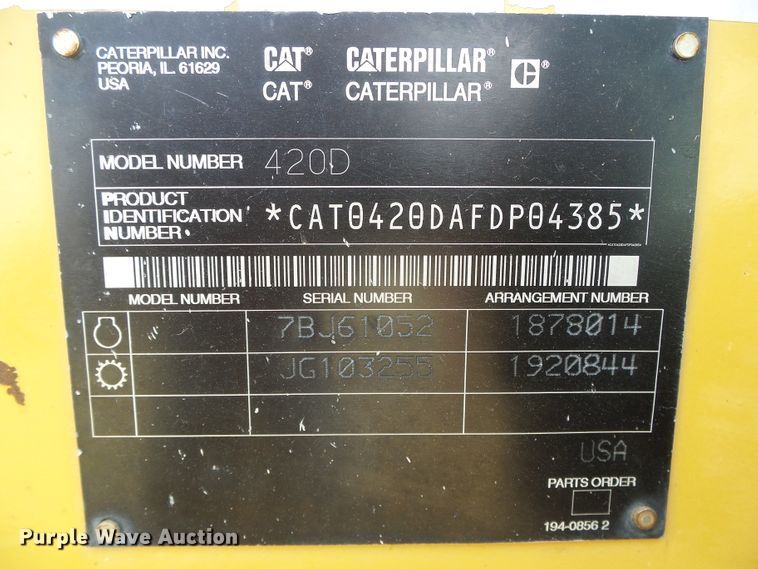 CATERPILLAR INC.
PEORIA, IL. 61629
USA
CAT® CATERPILLAR® C®
CAT® CATERPILLAR®
MODEL NUMBER 420D
PRODUCT
IDENTIFICATION
NUMBER.
*CAT0420DAFDP04385*
MODEL NUMBER SERIAL NUMBER ARRANGEMENT NUMBER
7BJ61052 1878014
JG103255 1920844
USA
PARTS ORDER
194-0856 2
Purple Wave Auction